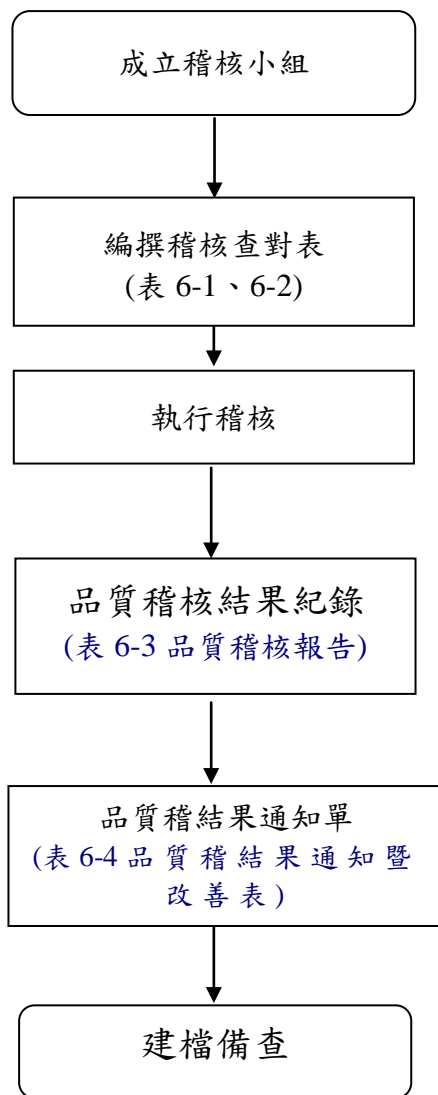 成立稽核小組
編撰稽核查對表
(表 6-1、6-2)
執行稽核
品質稽核結果紀錄
(表 6-3 品質稽核報告)
品質稽結果通知單
(表 6-4 品質稽結果通知暨
改善表)
建檔備查